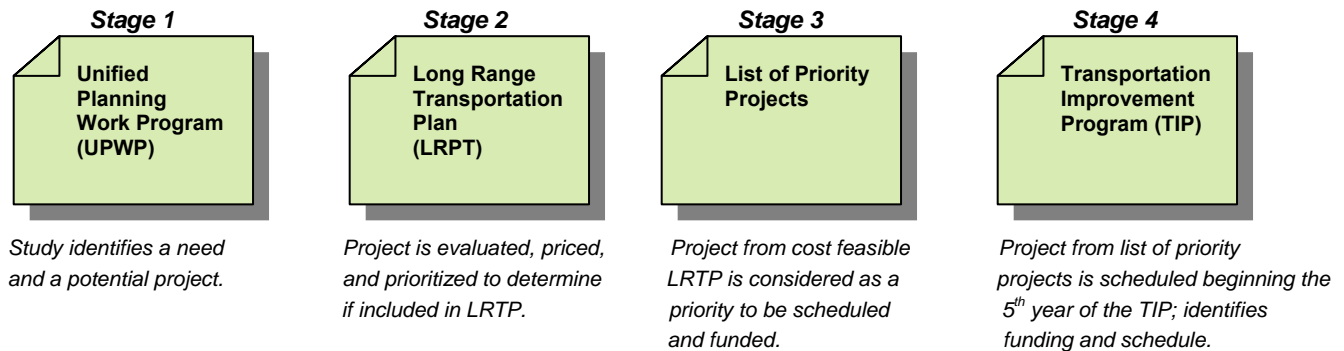 Stage 1
Unified
Planning
Work Program
(UPWP)
Study identifies a need
and a potential project.
Stage 2
Long Range
Transportation
Plan
(LRPT)
Project is evaluated, priced,
and prioritized to determine
if included in LRTP.
Stage 3
List of Priority
Projects
Project from cost feasible
LRTP is considered as a
priority to be scheduled
and funded.
Stage 4
Transportation
Improvement
Program (TIP)
Project from list of priority
projects is scheduled beginning the
5th year of the TIP; identifies
funding and schedule.